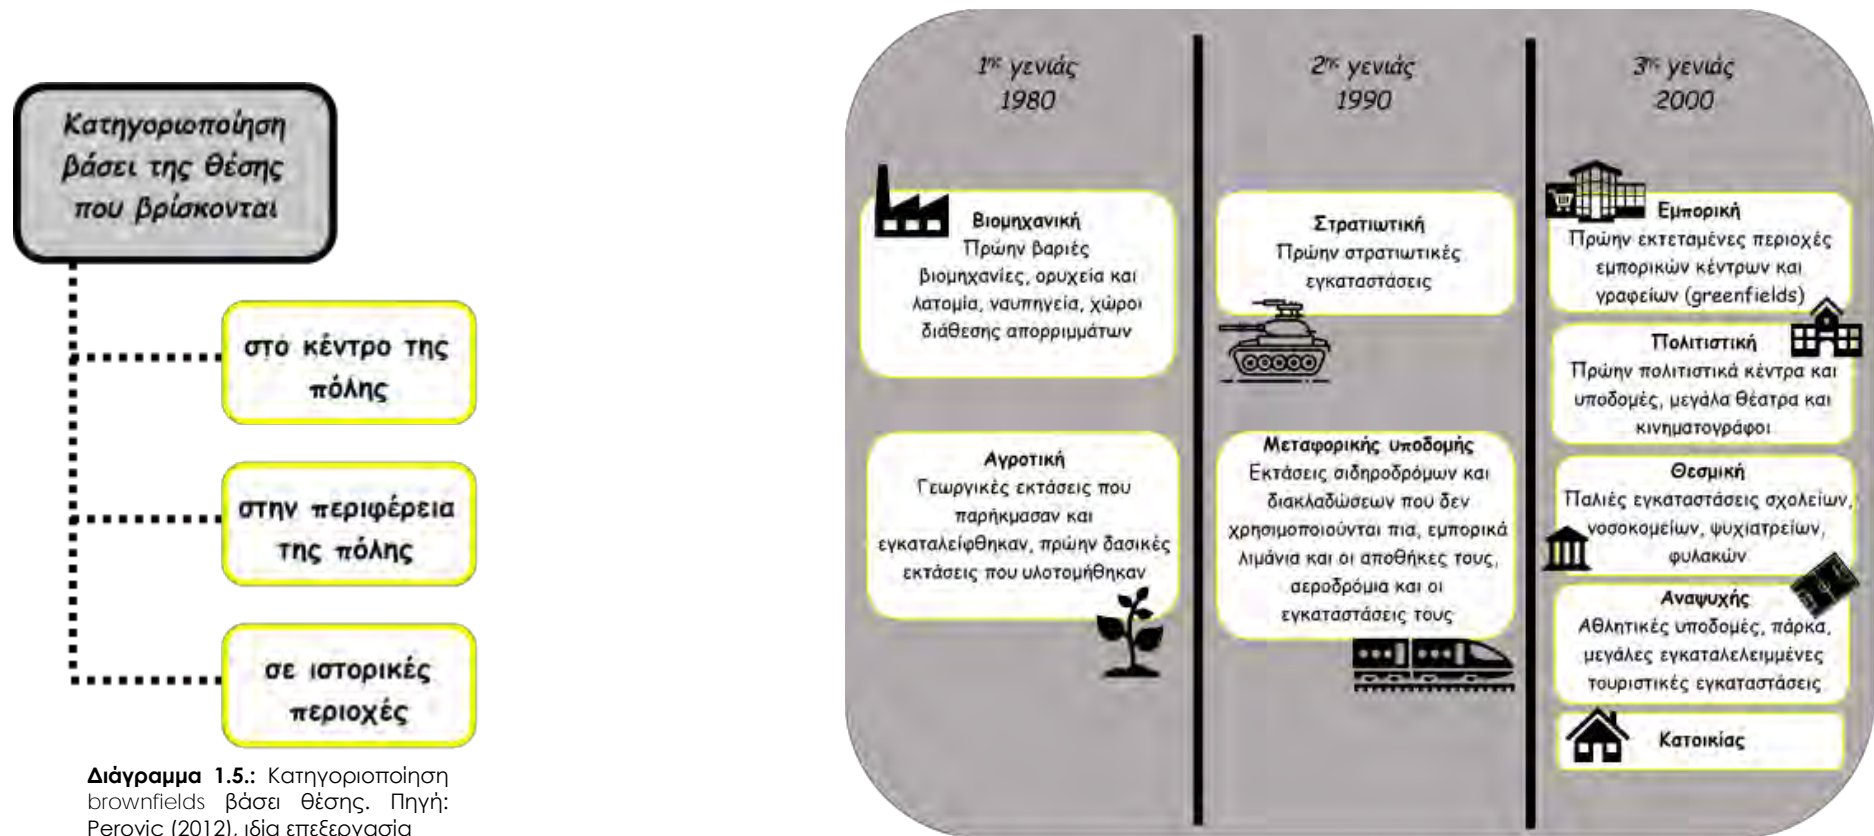 Κατηγοριοποίηση
βάσει της θέσης
που βρίσκονται
στο κέντρο της
πόλης
στην περιφέρεια
της πόλης
σε ιστορικές
περιοχές
Διάγραμμα 1.5.: Κατηγοριοποίηση
brownfields βάσει θέσης. Πηγή:
Perovic (2012), ιδία επεξεργασία
1ης γενιάς
1980
Βιομηχανική
Πρώην βαριές
βιομηχανίες, ορυχεία και
λατομία, ναυπηγεία, χώροι
διάθεσης απορριμμάτων
Αγροτική
Γεωργικές εκτάσεις που
παρήκμασαν και
εγκαταλείφθηκαν, πρώην δασικές
εκτάσεις που υλοτομήθηκαν
2ης γενιάς
1990
Στρατιωτική
Πρώην στρατιωτικές
εγκαταστάσεις
Μεταφορικής υποδομής
Εκτάσεις σιδηροδρόμων και
διακλαδώσεων που δεν
χρησιμοποιούνται πια, εμπορικά
λιμάνια και οι αποθήκες τους,
αεροδρόμια και οι
εγκαταστάσεις τους
3ης γενιάς
2000
Εμπορική
Πρώην εκτεταμένες περιοχές
εμπορικών κέντρων και
γραφείων (greenfields)
Πολιτιστική
Πρώην πολιτιστικά κέντρα και
υποδομές, μεγάλα θέατρα και
κινηματογράφοι
Θεσμική
Παλιές εγκαταστάσεις σχολείων,
νοσοκομείων, ψυχιατρείων,
φυλακών
Αναψυχής
Αθλητικές υποδομές, πάρκα,
μεγάλες εγκαταλελειμμένες
τουριστικές εγκαταστάσεις
Κατοικίας